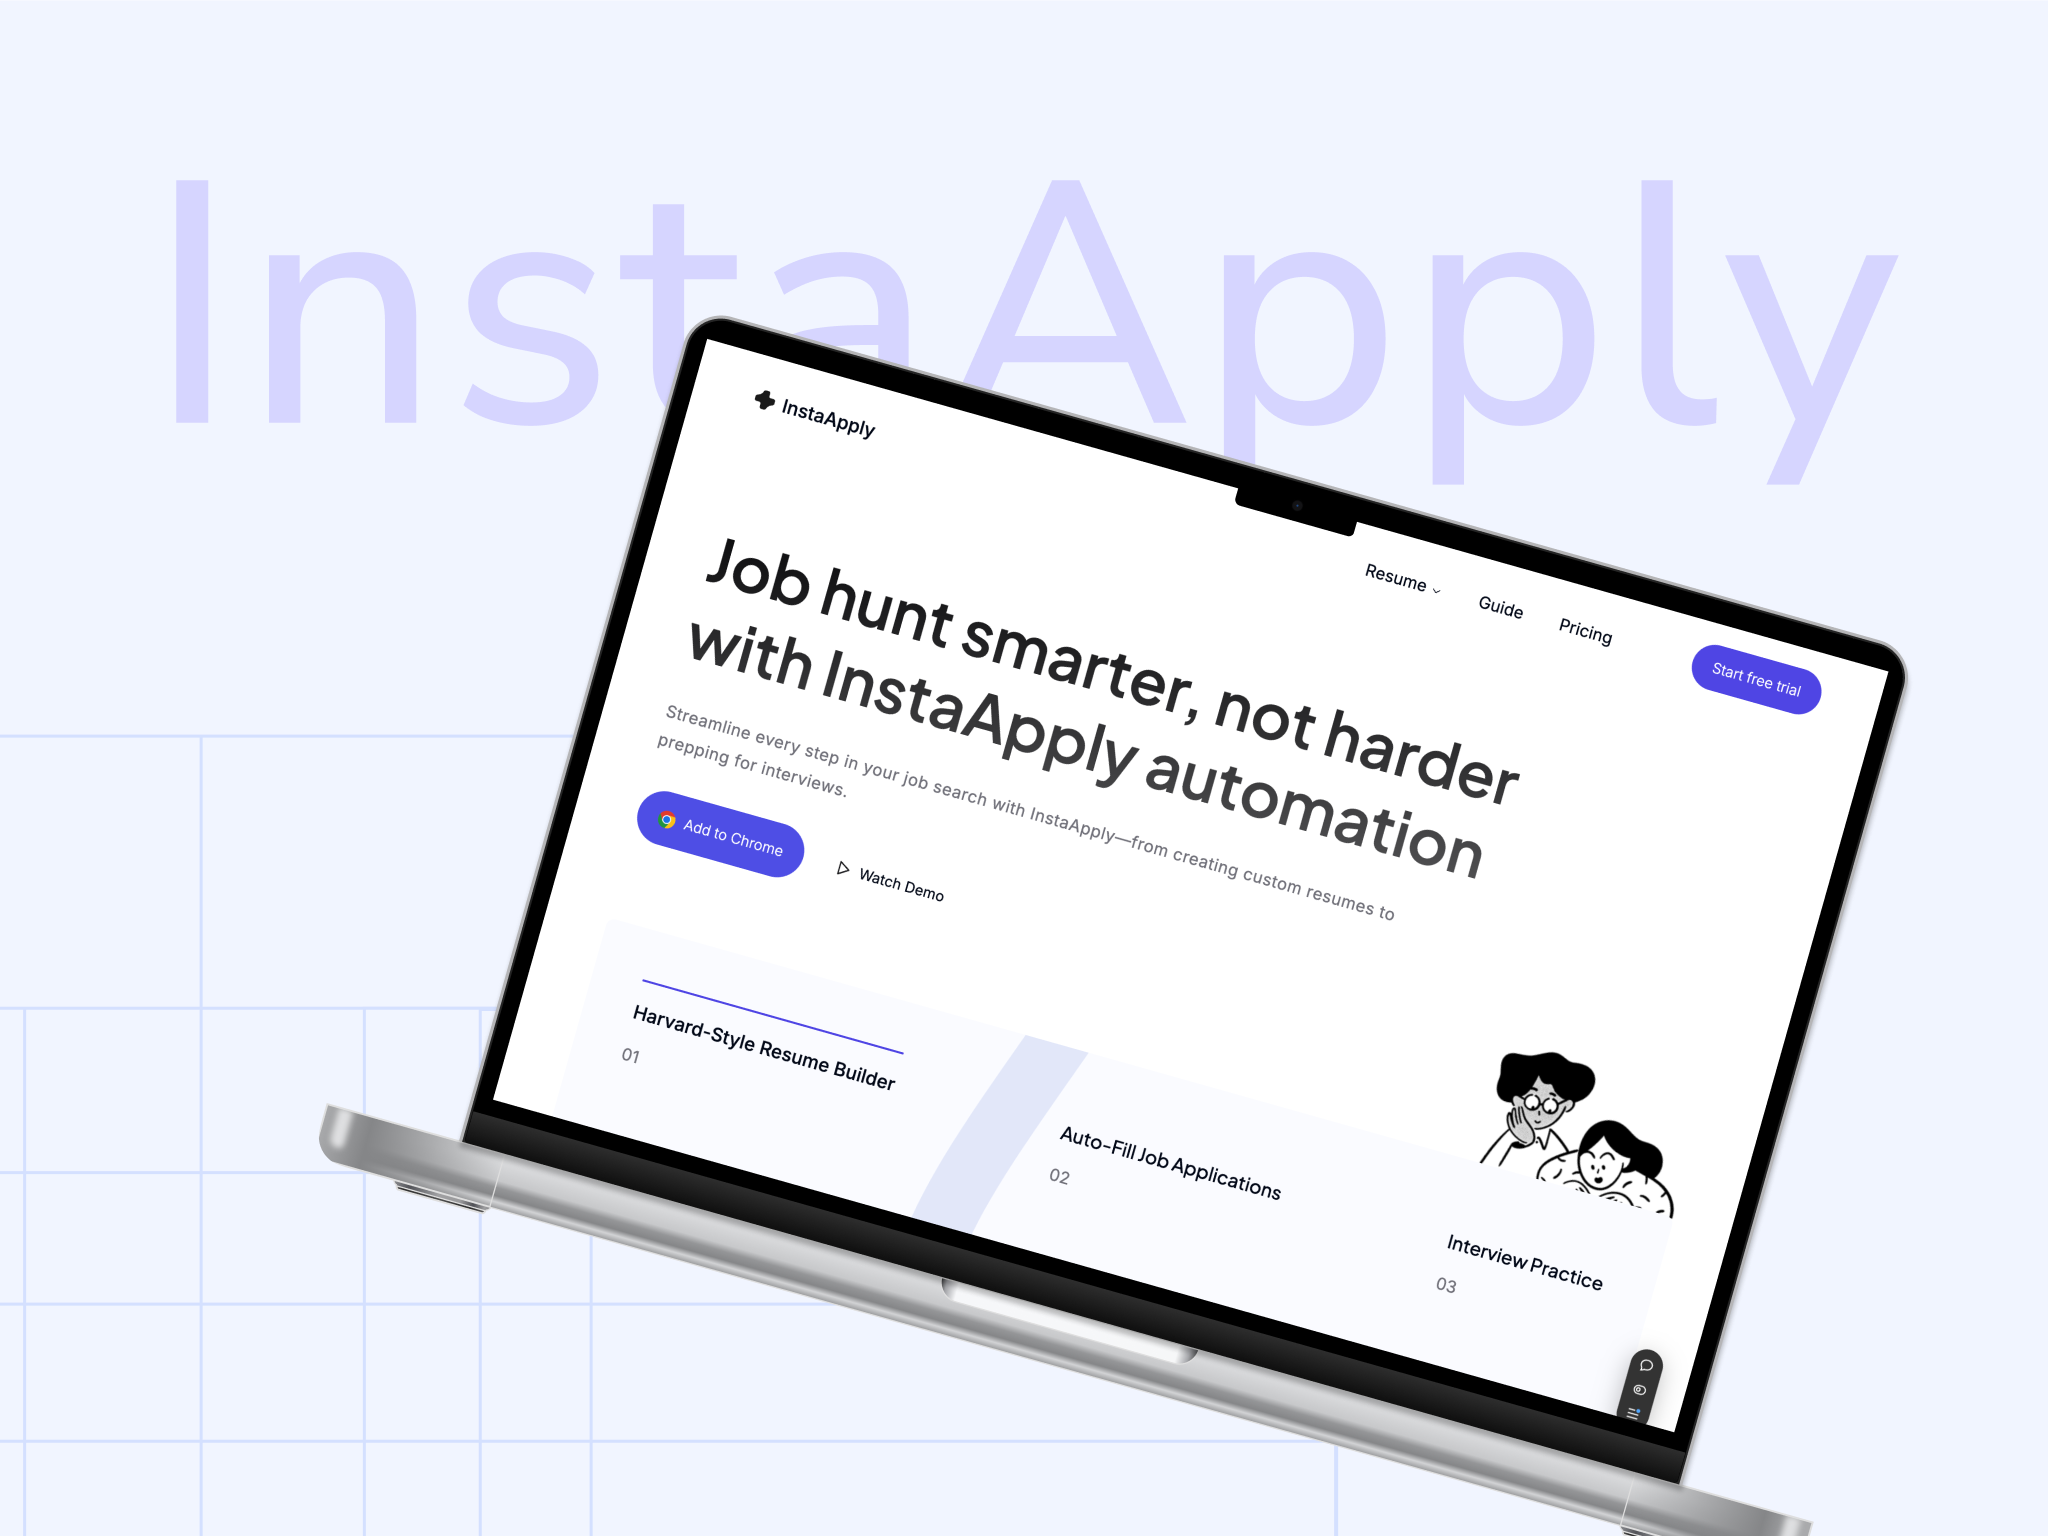 InstaApply
InstaApply
Resume
Guide
Pricing
Start free trial
Job hunt smarter, not harder
with InstaApply automation
Streamline every step in your job search with InstaApply—from creating custom resumes to
prepping for interviews.
Add to Chrome
Watch Demo
Harvard-Style Resume Builder
01
Auto-Fill Job Applications
02
Interview Practice
03